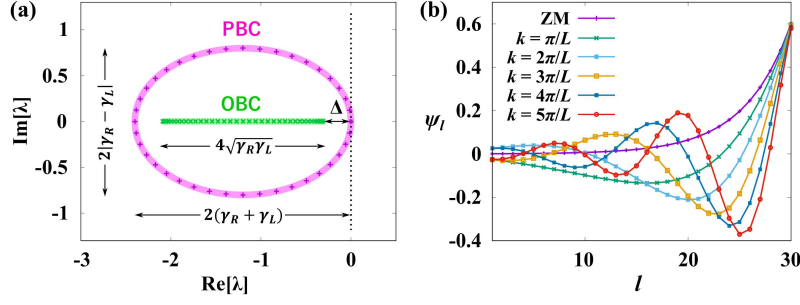 (a)
1
0.5
0
-0.5
-1
Im[λ]
PBC
OBC
Δ
2|γ_R − γ_L|
4√γ_Rγ_L
2(γ_R + γ_L)
-3 -2 -1 0
Re[λ]
(b)
ZM
k = π/L
k = 2π/L
k = 3π/L
k = 4π/L
k = 5π/L
0.6
0.4
0.2
0
-0.2
-0.4
ψ_l
10 20 30
l